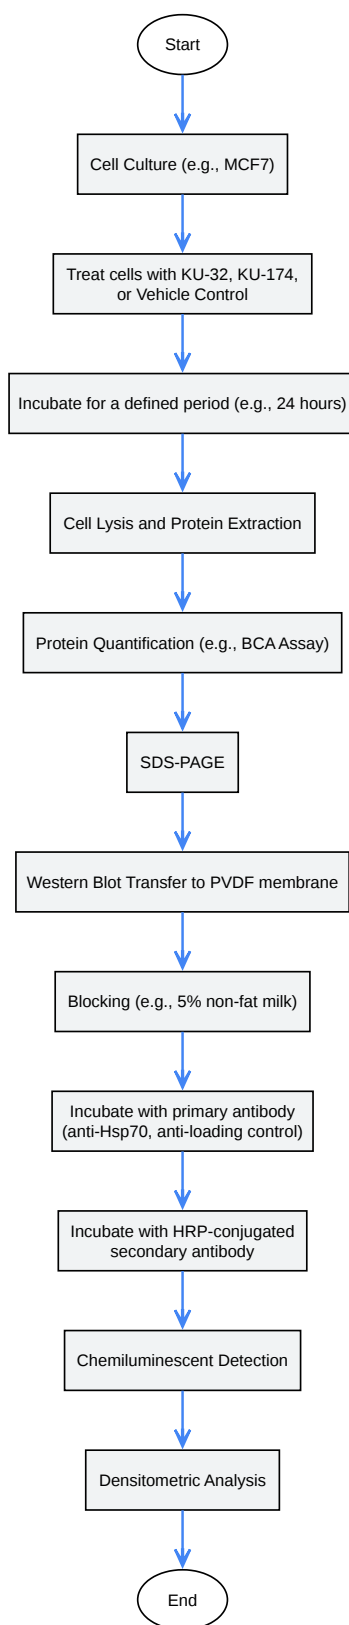 Start
Cell Culture (e.g., MCF7)
Treat cells with KU-32, KU-174,
or Vehicle Control
Incubate for a defined period (e.g., 24 hours)
Cell Lysis and Protein Extraction
Protein Quantification (e.g., BCA Assay)
SDS-PAGE
Western Blot Transfer to PVDF membrane
Blocking (e.g., 5% non-fat milk)
Incubate with primary antibody
(anti-Hsp70, anti-loading control)
Incubate with HRP-conjugated
secondary antibody
Chemiluminescent Detection
Densitometric Analysis
End